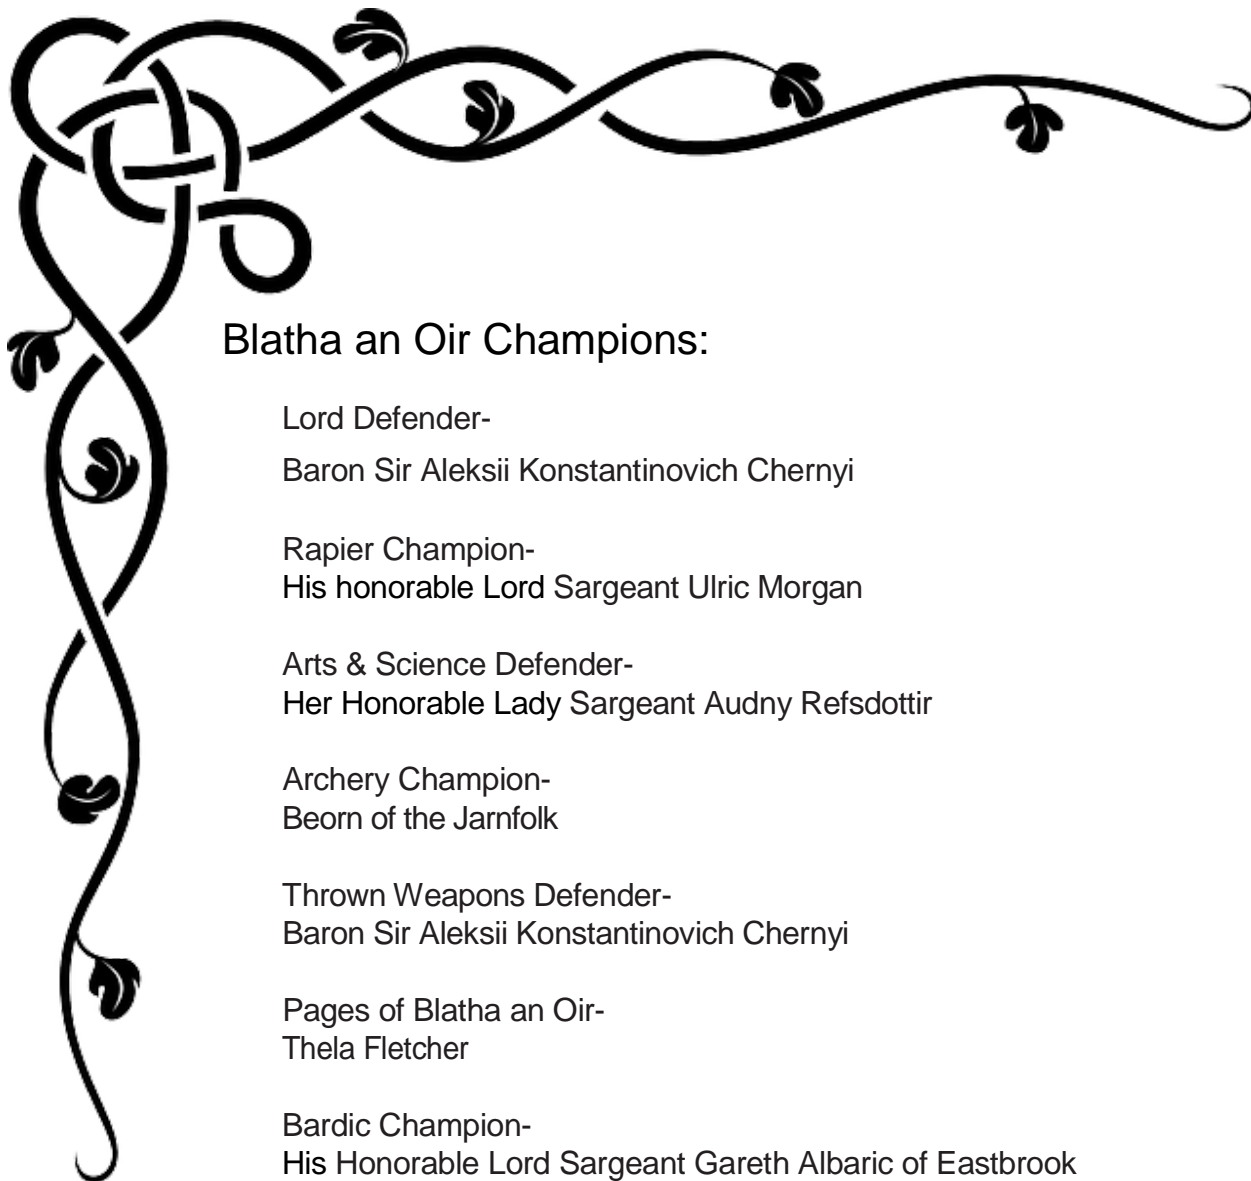 Blatha an Oir Champions:
Lord Defender-
Baron Sir Aleksii Konstantinovich Chernyi
Rapier Champion-
His honorable Lord Sargeant Ulric Morgan
Arts & Science Defender-
Her Honorable Lady Sargeant Audny Refsdottir
Archery Champion-
Beorn of the Jarnfolk
Thrown Weapons Defender-
Baron Sir Aleksii Konstantinovich Chernyi
Pages of Blatha an Oir-
Thela Fletcher
Bardic Champion-
His Honorable Lord Sargeant Gareth Albaric of Eastbrook